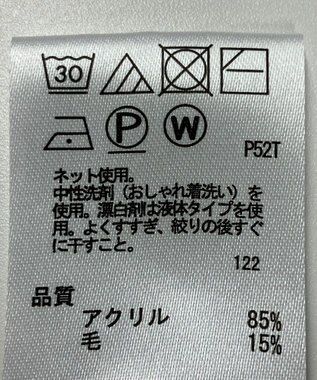 30
P W
P52T
ネット使用。
中性洗剤（おしゃれ着洗い）を
使用。漂白剤は液体タイプを使
用。よくすすぎ、絞りの後すぐ
に干すこと。
122
品質
アクリル 85%
毛 15%